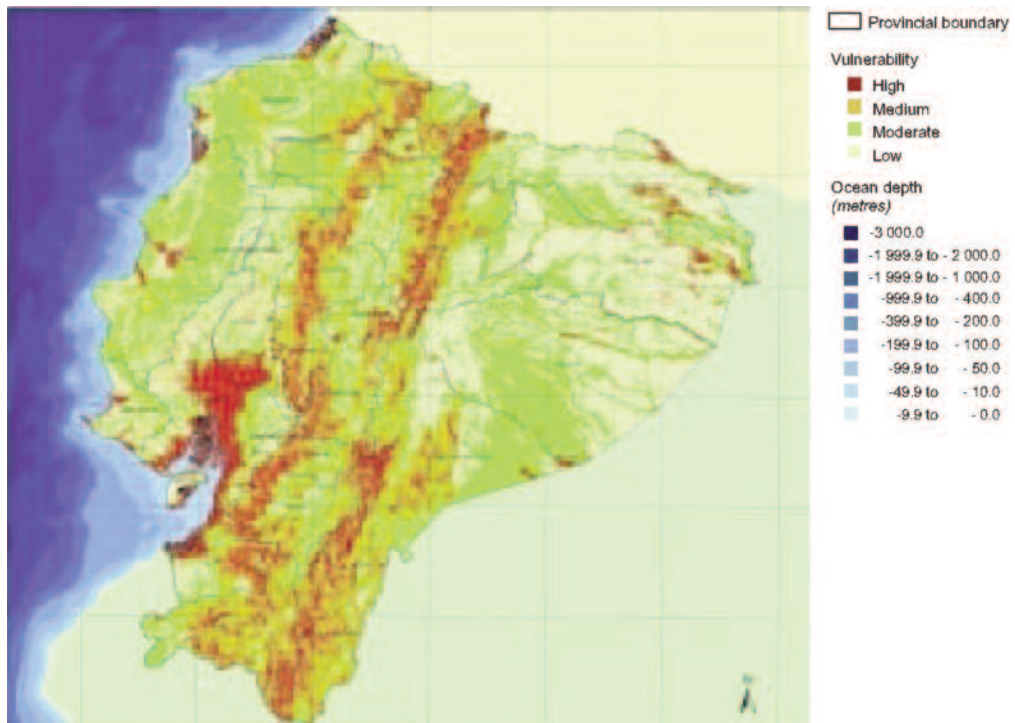 Provincial boundary
Vulnerability
High
Medium
Moderate
Low
Ocean depth
(metres)
-3 000.0
-1 999.9 to - 2 000.0
-1 999.9 to - 1 000.0
-999.9 to - 400.0
-399.9 to - 200.0
-199.9 to - 100.0
-99.9 to - 50.0
-49.9 to - 10.0
-9.9 to - 0.0